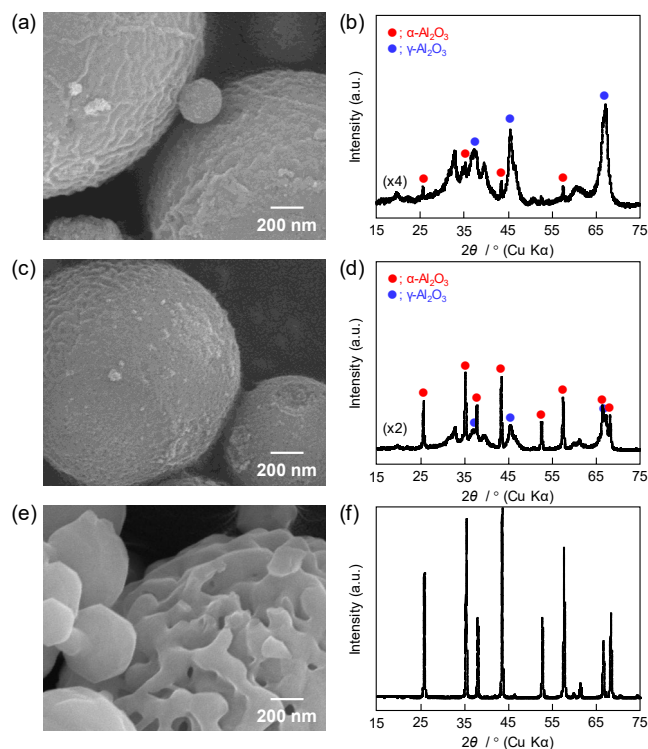 (a)
200 nm
(b)
● ; α-Al₂O₃
● ; γ-Al₂O₃
(x4)
Intensity (a.u.)
15 25 35 45 55 65 75
2θ / ° (Cu Kα)
(c)
200 nm
(d)
● ; α-Al₂O₃
● ; γ-Al₂O₃
(x2)
Intensity (a.u.)
15 25 35 45 55 65 75
2θ / ° (Cu Kα)
(e)
200 nm
(f)
Intensity (a.u.)
15 25 35 45 55 65 75
2θ / ° (Cu Kα)